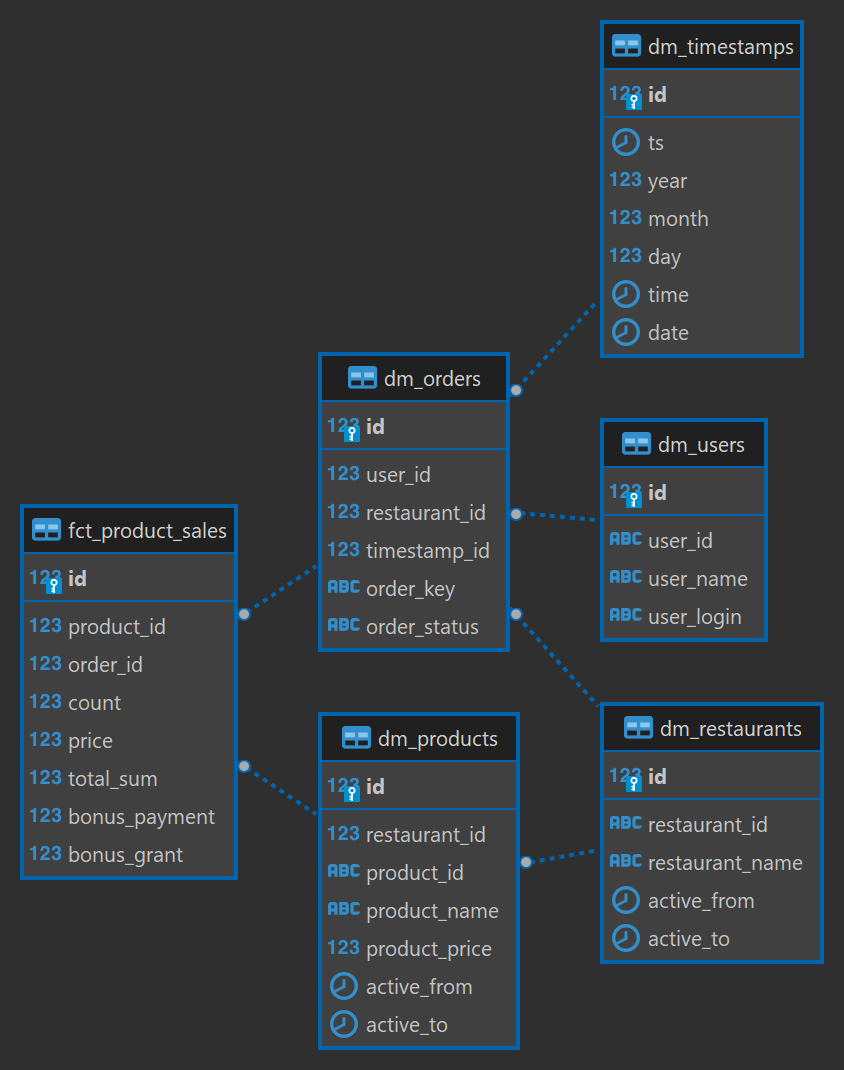 dm_timestamps
123 id
ts
123 year
123 month
123 day
time
date
dm_orders
123 id
123 user_id
123 restaurant_id
123 timestamp_id
ABC order_key
ABC order_status
dm_users
123 id
ABC user_id
ABC user_name
ABC user_login
fct_product_sales
123 id
123 product_id
123 order_id
123 count
123 price
123 total_sum
123 bonus_payment
123 bonus_grant
dm_products
123 id
123 restaurant_id
ABC product_id
ABC product_name
123 product_price
active_from
active_to
dm_restaurants
123 id
ABC restaurant_id
ABC restaurant_name
active_from
active_to